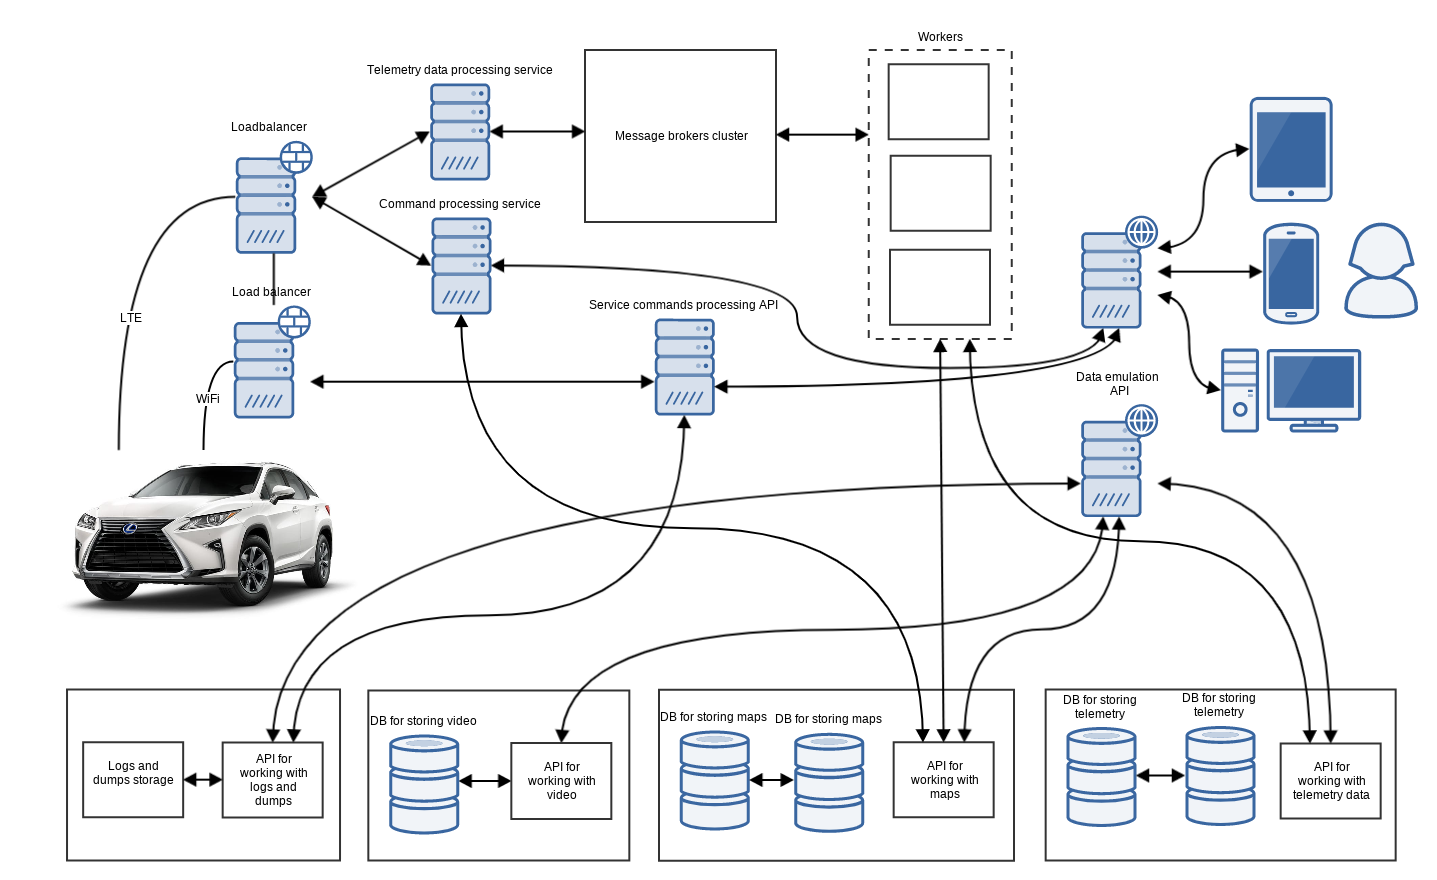 Workers
Telemetry data processing service
Loadbalancer
Message brokers cluster
Command processing service
Load balancer
Service commands processing API
LTE
WiFi
Data emulation
API
DB for storing video
DB for storing maps
DB for storing maps
DB for storing
telemetry
DB for storing
telemetry
Logs and
dumps storage
API for
working with
logs and
dumps
API for
working with
video
API for
working with
maps
API for
working with
telemetry data